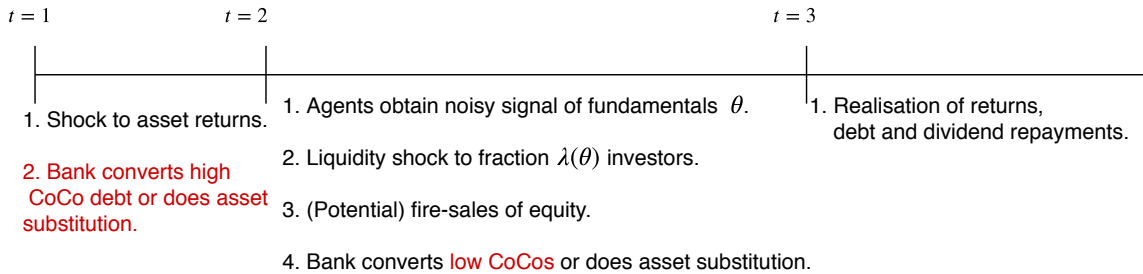 t = 1
t = 2
t = 3
1. Shock to asset returns.
2. Bank converts high
CoCo debt or does asset
substitution.
1. Agents obtain noisy signal of fundamentals θ.
2. Liquidity shock to fraction λ(θ) investors.
3. (Potential) fire-sales of equity.
4. Bank converts low CoCos or does asset substitution.
1. Realisation of returns,
debt and dividend repayments.